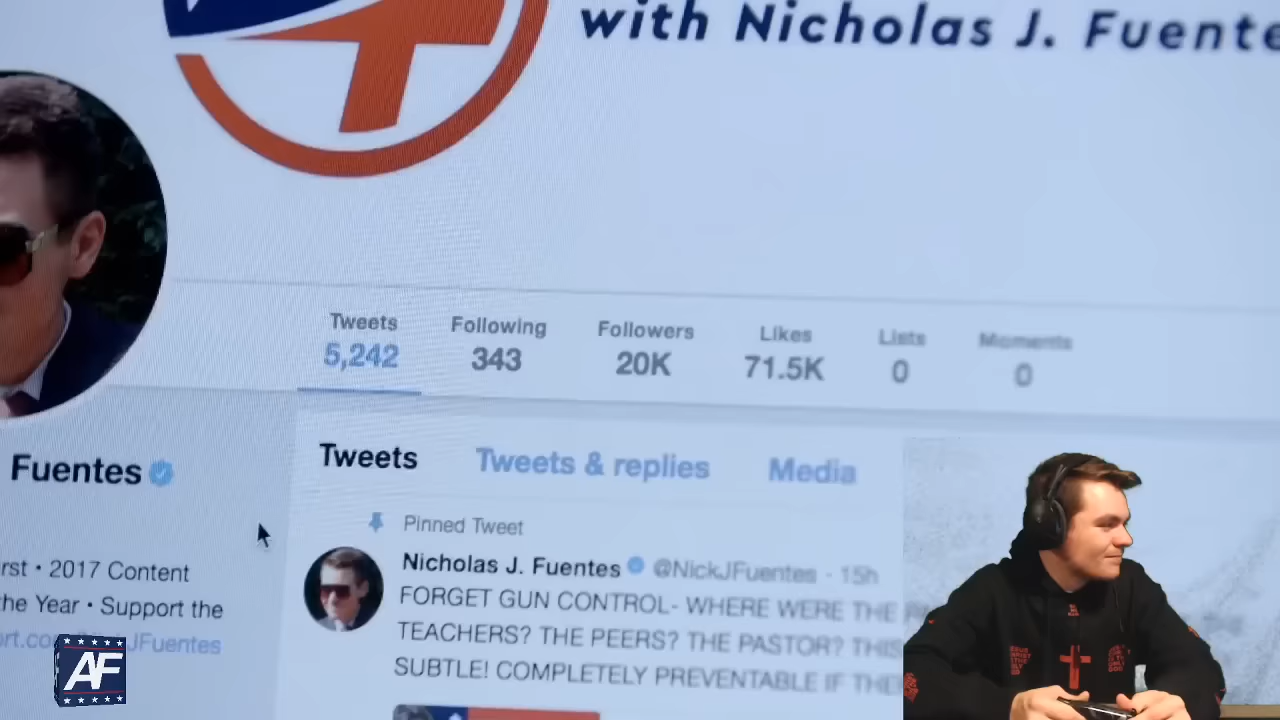 with Nicholas J. Fuente
Tweets Following Followers Likes Lists Moments
5,242 343 20K 71.5K 0 0
Tweets Tweets & replies Media
Fuentes
Pinned Tweet
Nicholas J. Fuentes @NickJFuentes · 15h
rst • 2017 Content
FORGET GUN CONTROL- WHERE WERE THE
he Year • Support the
TEACHERS? THE PEERS? THE PASTOR? THIS
ort.co JFuentes
SUBTLE! COMPLETELY PREVENTABLE IF THE
AF